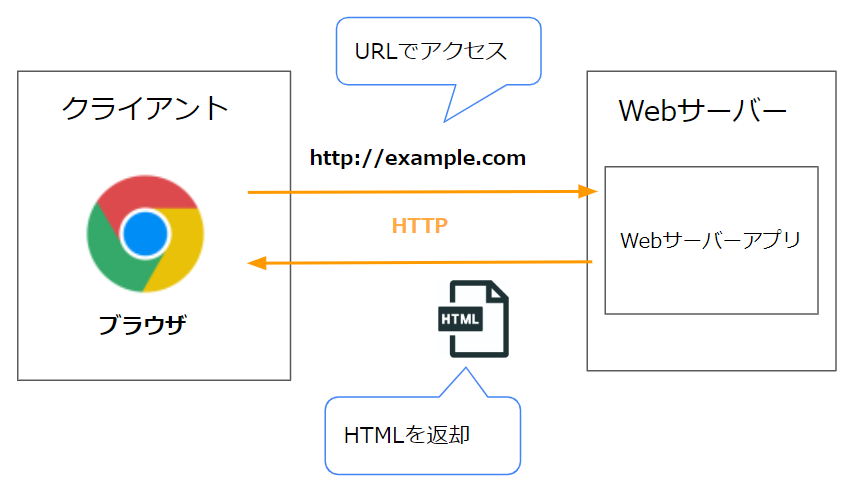 URLでアクセス
クライアント
Webサーバー
http://example.com
HTTP
Webサーバーアプリ
ブラウザ
HTML
HTMLを返却